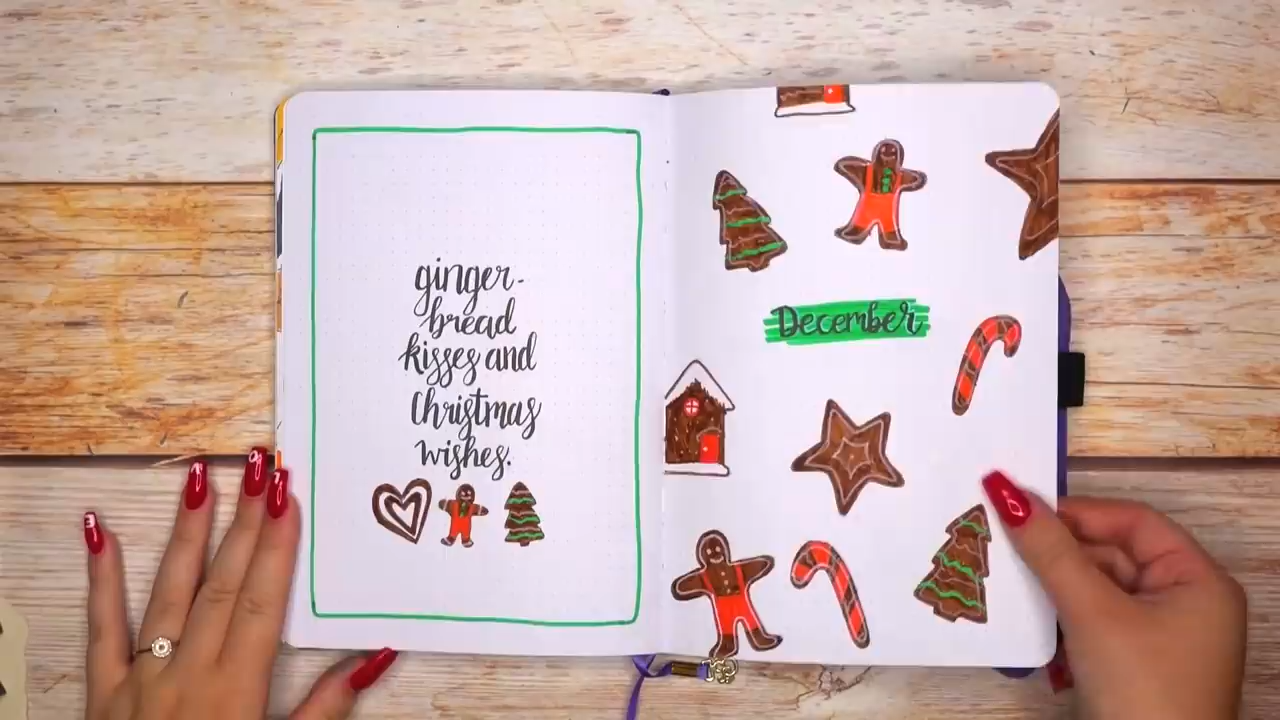 ginger-
bread
kisses and
Christmas
wishes.
December